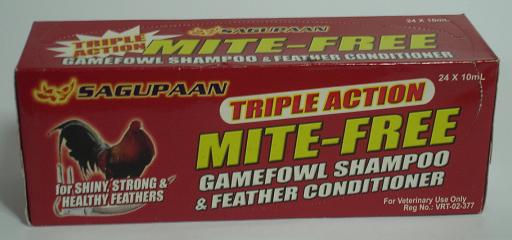 24 X 10mL
SAGUPAAN
TRIPLE
ACTION
MITE-FREE
GAMEFOWL SHAMPOO & FEATHER CONDITIONER
24 X 10mL
SAGUPAAN
TRIPLE ACTION
MITE-FREE
GAMEFOWL SHAMPOO
& FEATHER CONDITIONER
for SHINY, STRONG &
HEALTHY FEATHERS
For Veterinary Use Only
Reg No.: VRT-02-377